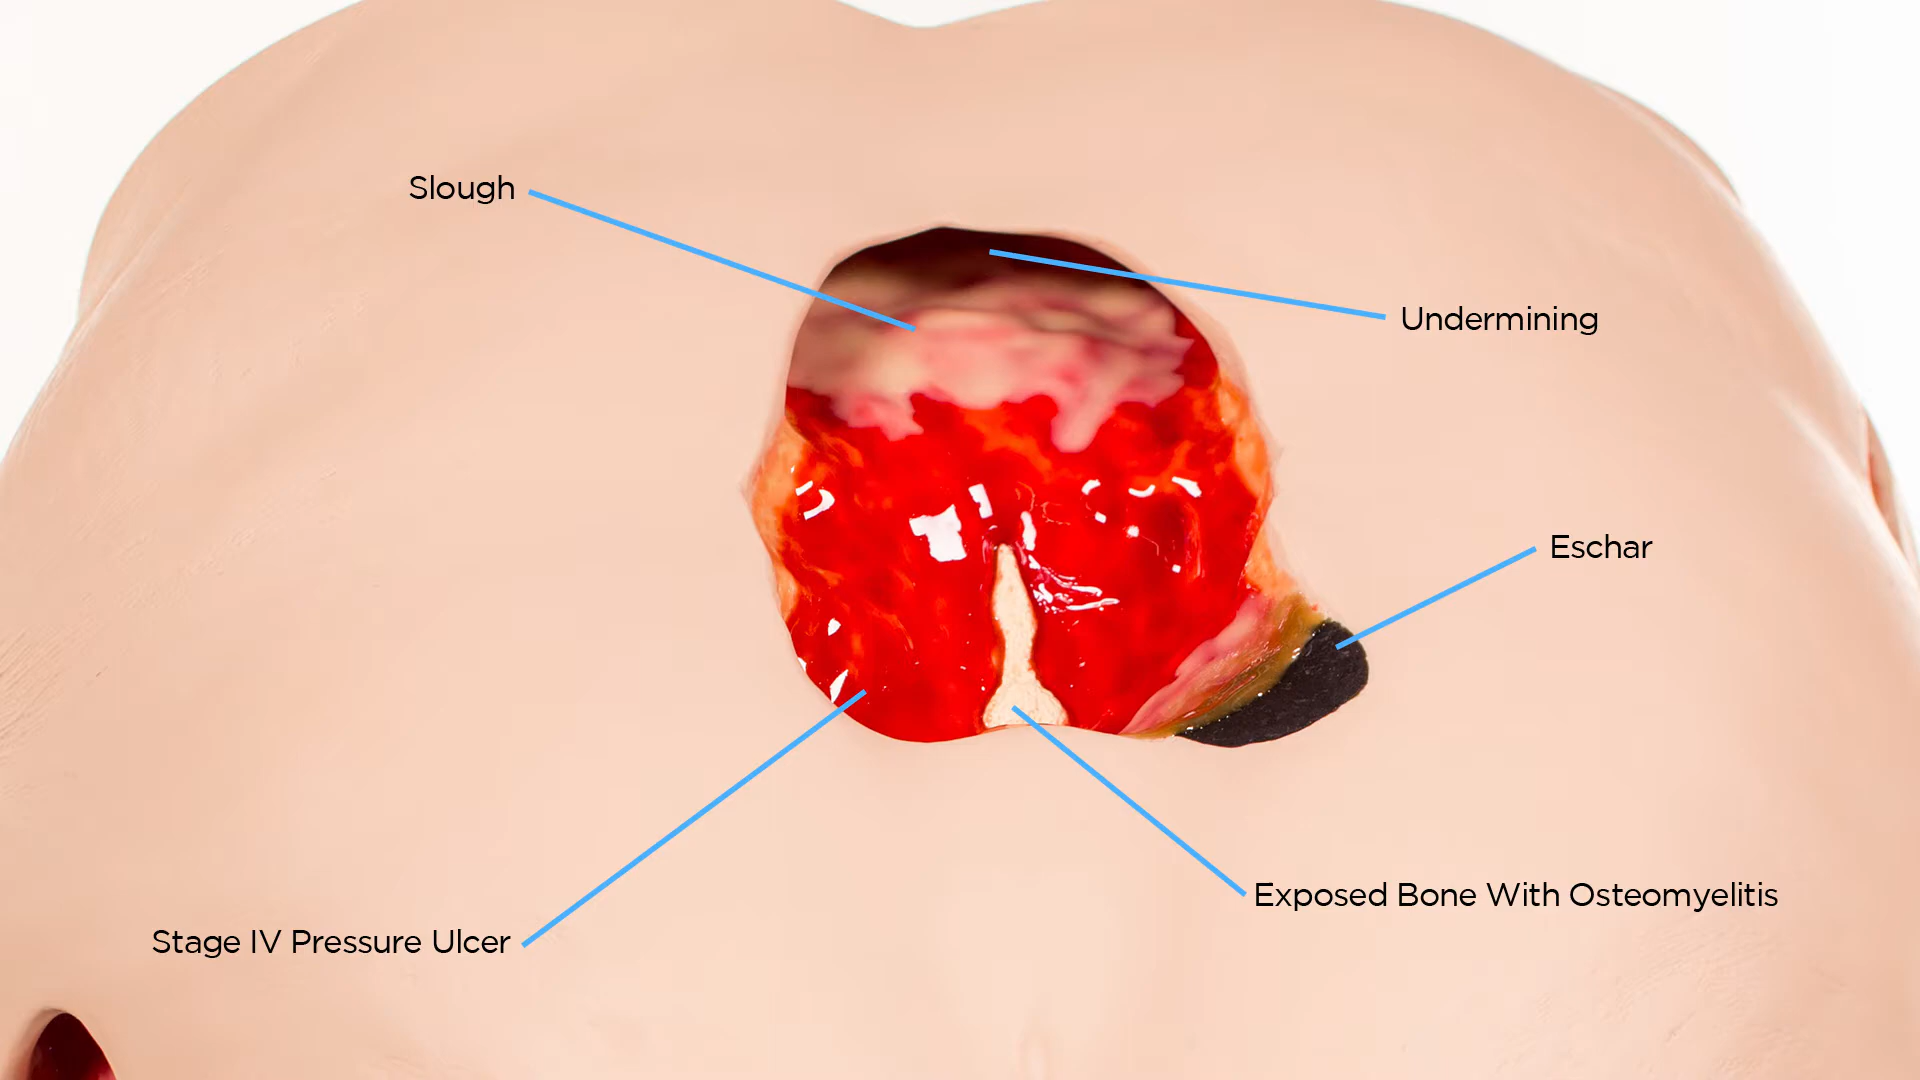 Slough
Undermining
Eschar
Exposed Bone With Osteomyelitis
Stage IV Pressure Ulcer